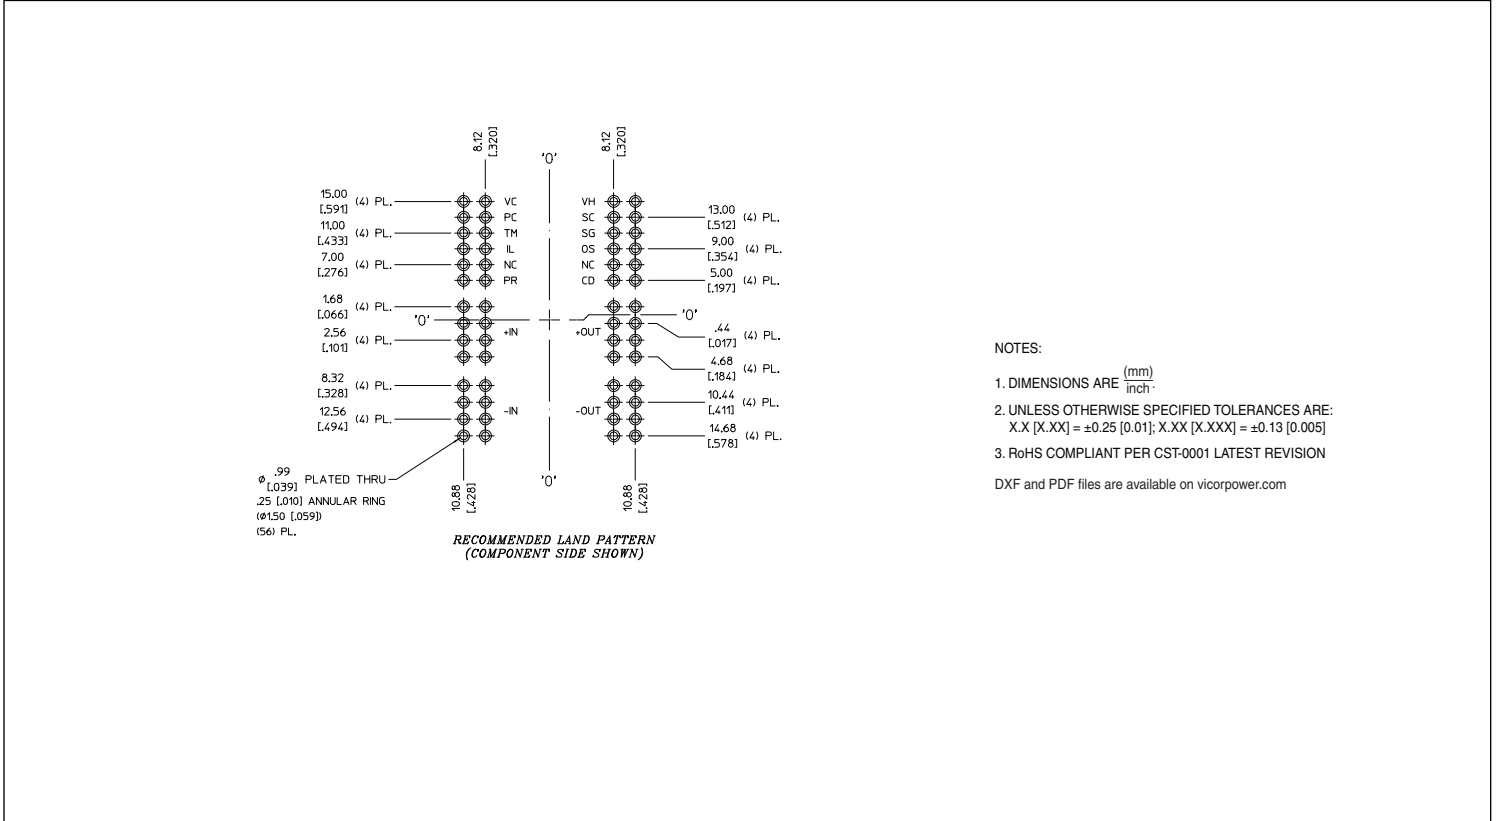 8.12
[.320]
8.12
[.320]
'0'
15.00
[.591]
(4) PL.
11.00
[.433]
(4) PL.
7.00
[.276]
(4) PL.
1.68
[.066]
(4) PL.
2.56
[.101]
(4) PL.
8.32
[.328]
(4) PL.
12.56
[.494]
(4) PL.
VC
PC
TM
IL
NC
PR
+IN
-IN
VH
SC
SG
OS
NC
CD
+OUT
-OUT
'0'
'0'
13.00
[.512]
(4) PL.
9.00
[.354]
(4) PL.
5.00
[.197]
(4) PL.
.44
[.017]
(4) PL.
4.68
[.184]
(4) PL.
10.44
[.411]
(4) PL.
14.68
[.578]
(4) PL.
ø .99
[.039] PLATED THRU
.25 [.010] ANNULAR RING
(ø1.50 [.059])
(56) PL.
10.88
[.428]
'0'
10.88
[.428]
RECOMMENDED LAND PATTERN
(COMPONENT SIDE SHOWN)
NOTES:
1. DIMENSIONS ARE (mm)
inch.
2. UNLESS OTHERWISE SPECIFIED TOLERANCES ARE:
X.X [X.XX] = ±0.25 [0.01]; X.XX [X.XXX] = ±0.13 [0.005]
3. RoHS COMPLIANT PER CST-0001 LATEST REVISION
DXF and PDF files are available on vicorpower.com